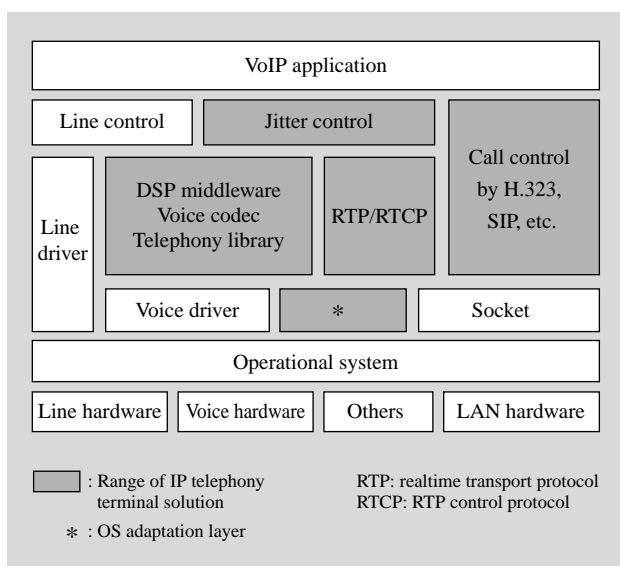 VoIP application
Line control
Jitter control
Call control
by H.323,
SIP, etc.
Line
driver
DSP middleware
Voice codec
Telephony library
RTP/RTCP
Voice driver
*
Socket
Operational system
Line hardware
Voice hardware
Others
LAN hardware
: Range of IP telephony
terminal solution
* : OS adaptation layer
RTP: realtime transport protocol
RTCP: RTP control protocol